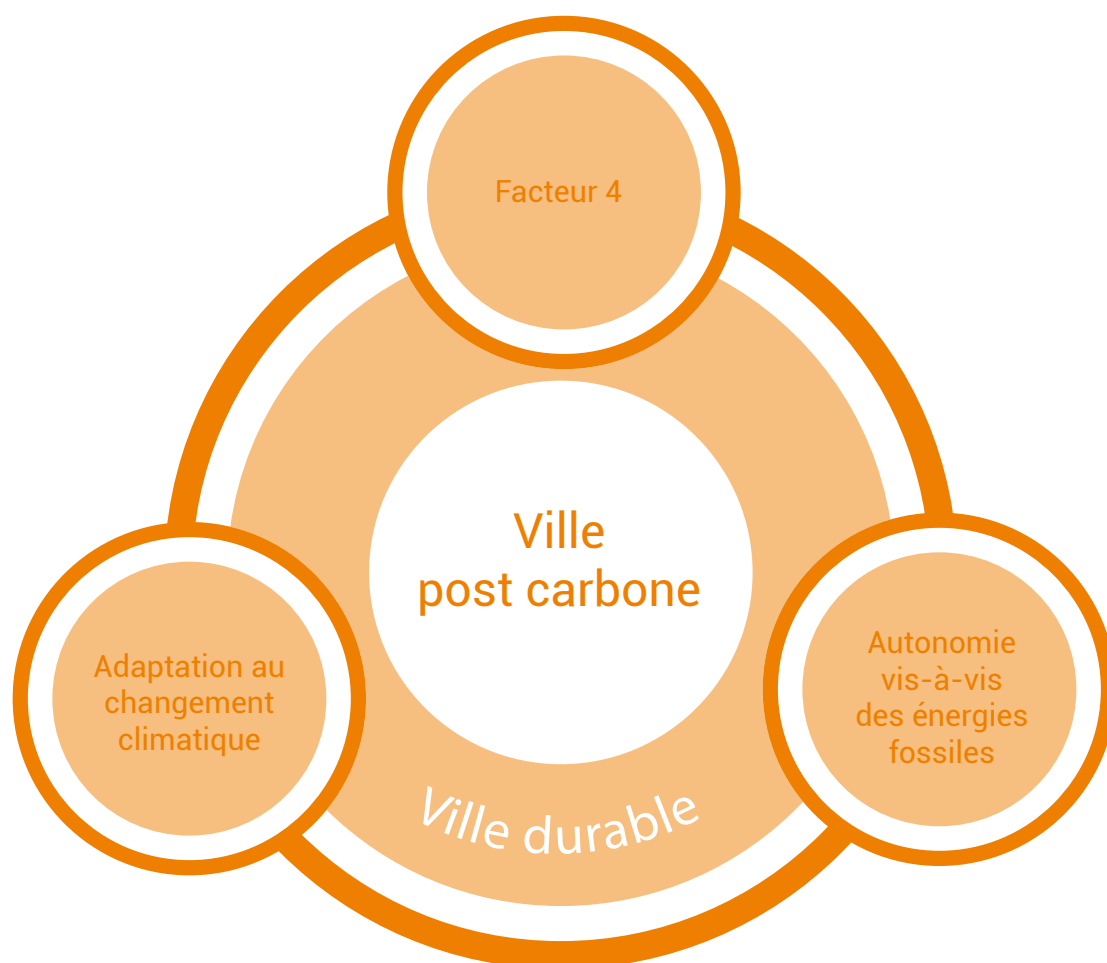 Facteur 4
Ville
post carbone
Adaptation au
changement
climatique
Autonomie
vis-à-vis
des énergies
fossiles
Ville durable